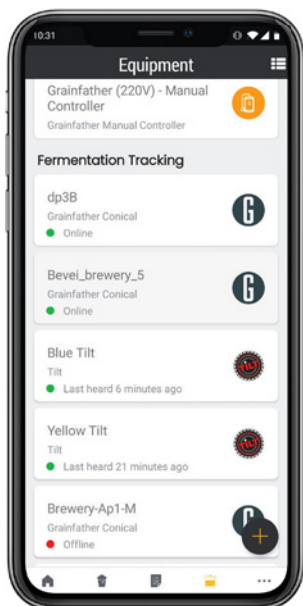 10:31
Equipment
Grainfather (220V) - Manual
Controller
Grainfather Manual Controller
Fermentation Tracking
dp3B
Grainfather Conical
Online
Bevei_brewery_5
Grainfather Conical
Online
Blue Tilt
Tilt
Last heard 6 minutes ago
TILT
Yellow Tilt
Tilt
Last heard 21 minutes ago
TILT
Brewery-Ap1-M
Grainfather Conical
Offline